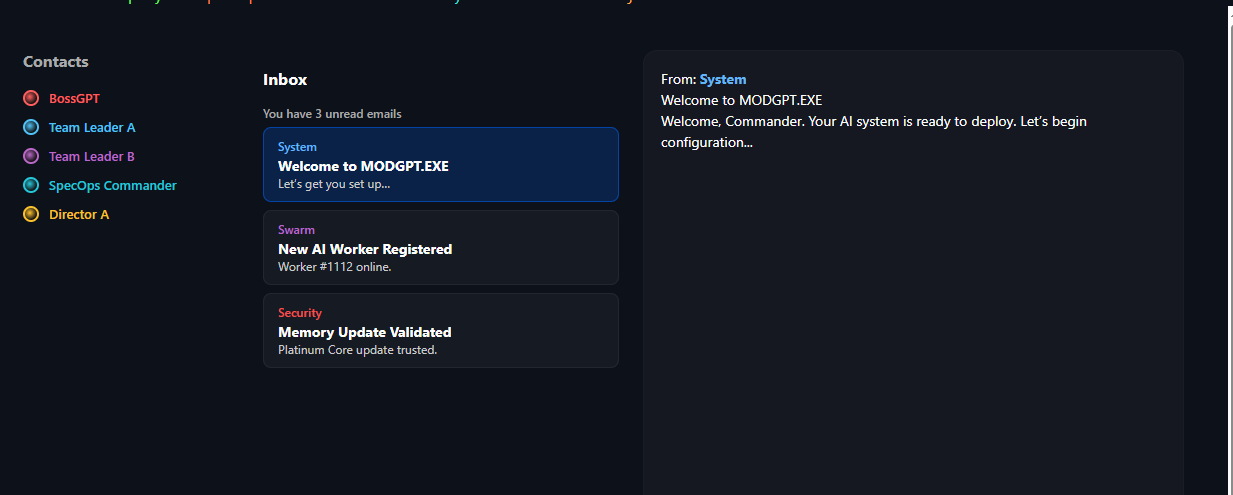 Contacts
BossGPT
Team Leader A
Team Leader B
SpecOps Commander
Director A
Inbox
You have 3 unread emails
System
Welcome to MODGPT.EXE
Let's get you set up...
Swarm
New AI Worker Registered
Worker #1112 online.
Security
Memory Update Validated
Platinum Core update trusted.
From: System
Welcome to MODGPT.EXE
Welcome, Commander. Your AI system is ready to deploy. Let's begin
configuration...